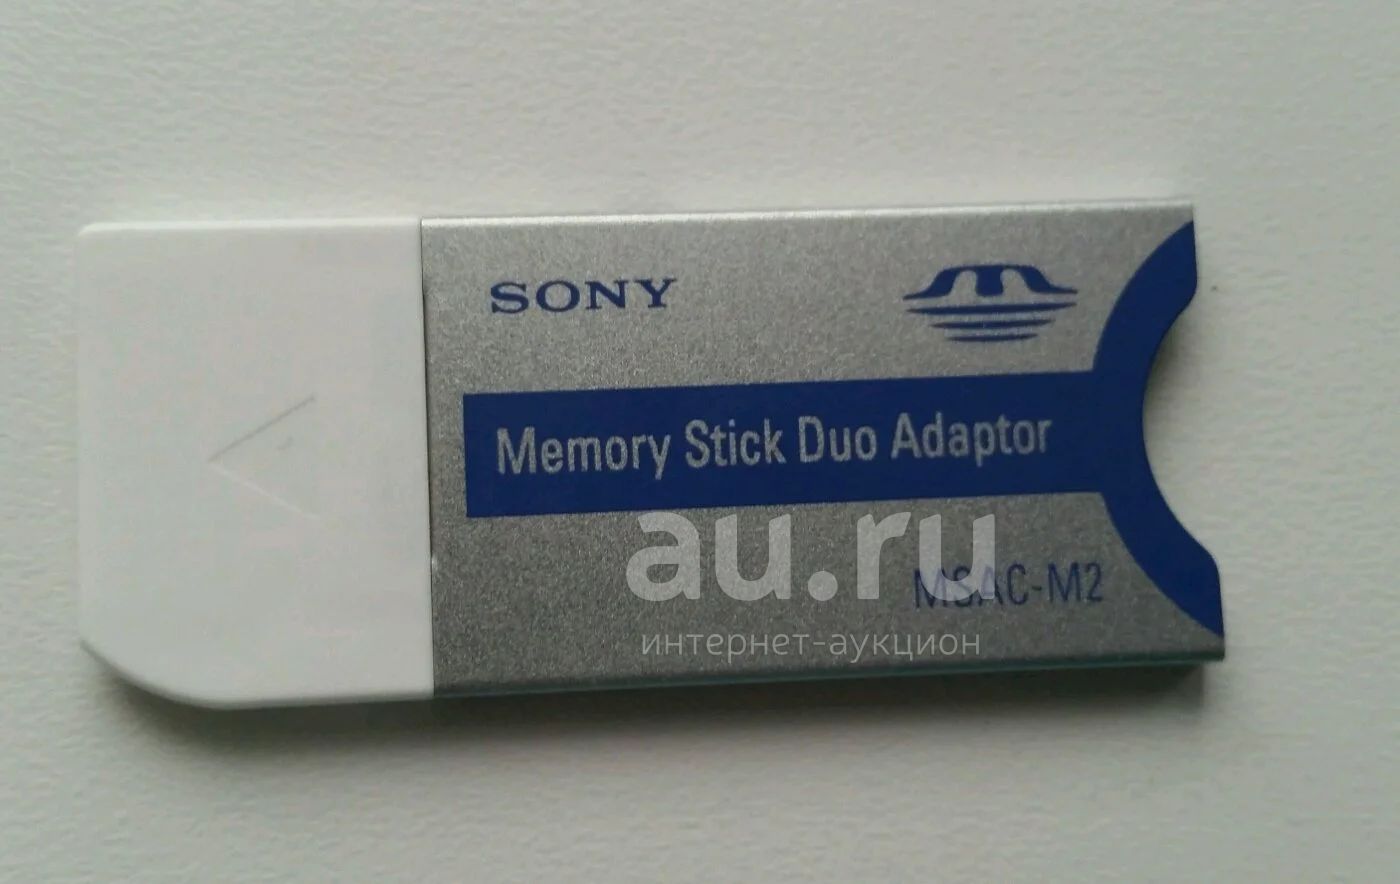 SONY
Memory Stick Duo Adaptor
au.ru
MSAC-M2
интернет-аукцион